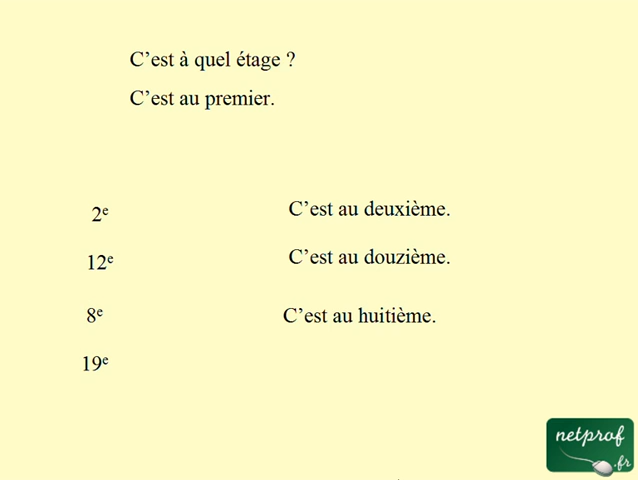 C’est à quel étage ?
C’est au premier.
2e C’est au deuxième.
12e C’est au douzième.
8e C’est au huitième.
19e
netprof
.fr